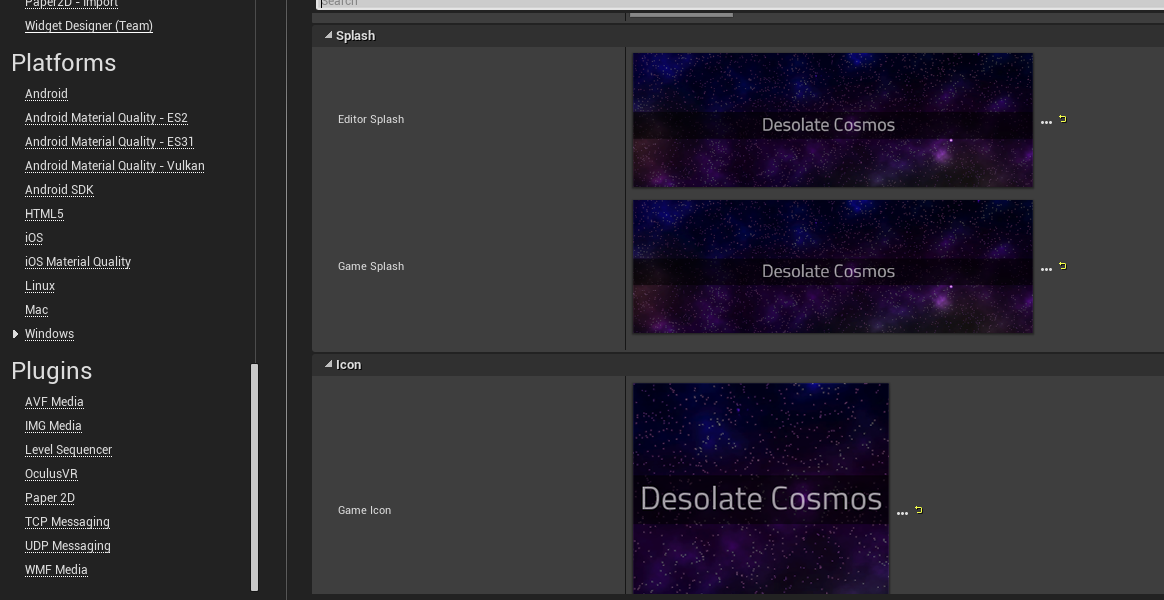 Paper2D - Import
Widget Designer (Team)
Platforms
Android
Android Material Quality - ES2
Android Material Quality - ES31
Android Material Quality - Vulkan
Android SDK
HTML5
iOS
iOS Material Quality
Linux
Mac
Windows
Plugins
AVF Media
IMG Media
Level Sequencer
OculusVR
Paper 2D
TCP Messaging
UDP Messaging
WMF Media
Search
Splash
Editor Splash
Desolate Cosmos
Game Splash
Desolate Cosmos
Icon
Game Icon
Desolate Cosmos